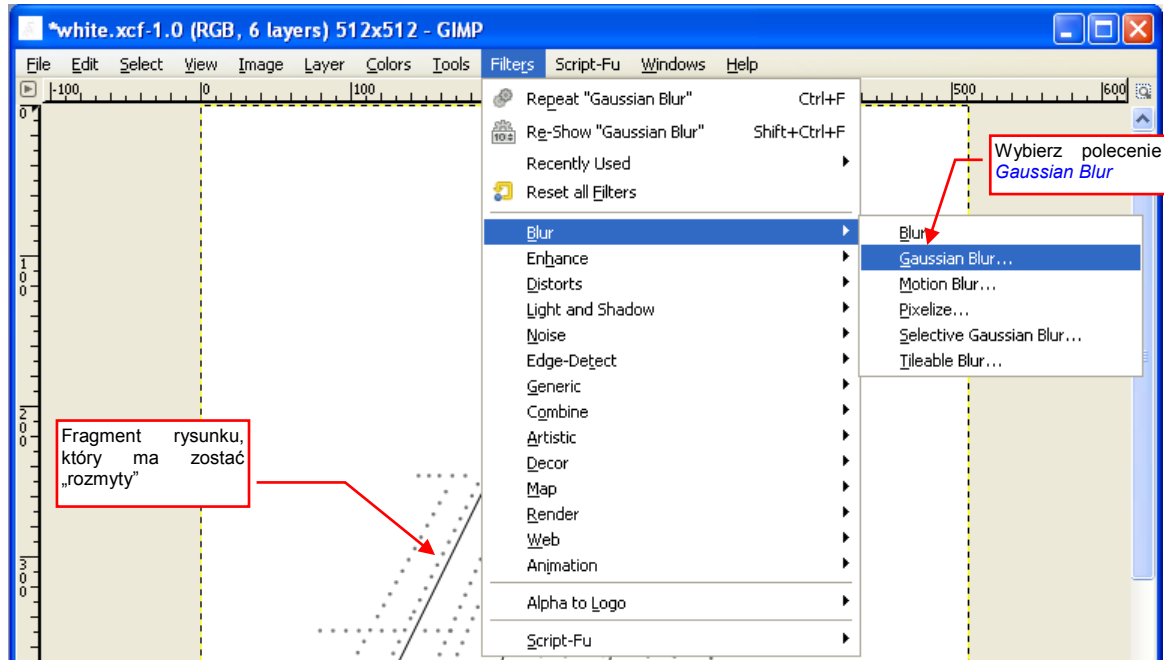 *white.xcf-1.0 (RGB, 6 layers) 512x512 - GIMP
File Edit Select View Image Layer Colors Tools Filters Script-Fu Windows Help
-100 0 100 500 600
0
100
200
300
Repeat "Gaussian Blur" Ctrl+F
Re-Show "Gaussian Blur" Shift+Ctrl+F
Recently Used
Reset all Filters
Blur
Enhance
Distorts
Light and Shadow
Noise
Edge-Detect
Generic
Combine
Artistic
Decor
Map
Render
Web
Animation
Alpha to Logo
Script-Fu
Blur
Gaussian Blur...
Motion Blur...
Pixelize...
Selective Gaussian Blur...
Tileable Blur...
Wybierz polecenie
Gaussian Blur
Fragment rysunku,
który ma zostać
„rozmyty”